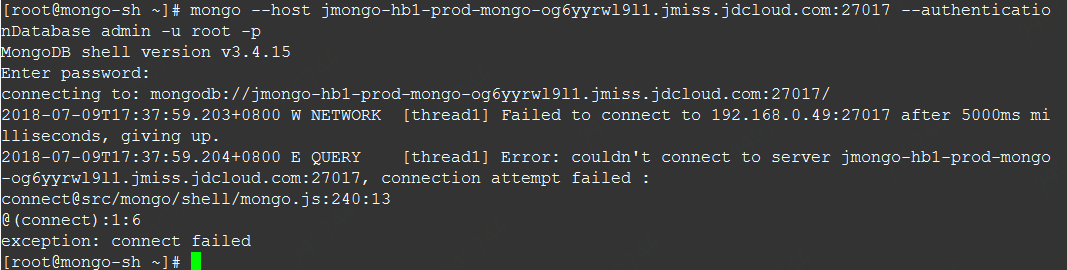 [root@mongo-sh ~]# mongo --host jmongo-hb1-prod-mongo-og6yyrwl9l1.jmiss.jdcloud.com:27017 --authenticatio
nDatabase admin -u root -p
MongoDB shell version v3.4.15
Enter password:
connecting to: mongodb://jmongo-hb1-prod-mongo-og6yyrwl9l1.jmiss.jdcloud.com:27017/
2018-07-09T17:37:59.203+0800 W NETWORK  [thread1] Failed to connect to 192.168.0.49:27017 after 5000ms mi
lliseconds, giving up.
2018-07-09T17:37:59.204+0800 E QUERY    [thread1] Error: couldn't connect to server jmongo-hb1-prod-mongo
-og6yyrwl9l1.jmiss.jdcloud.com:27017, connection attempt failed :
connect@src/mongo/shell/mongo.js:240:13
@(connect):1:6
exception: connect failed
[root@mongo-sh ~]#